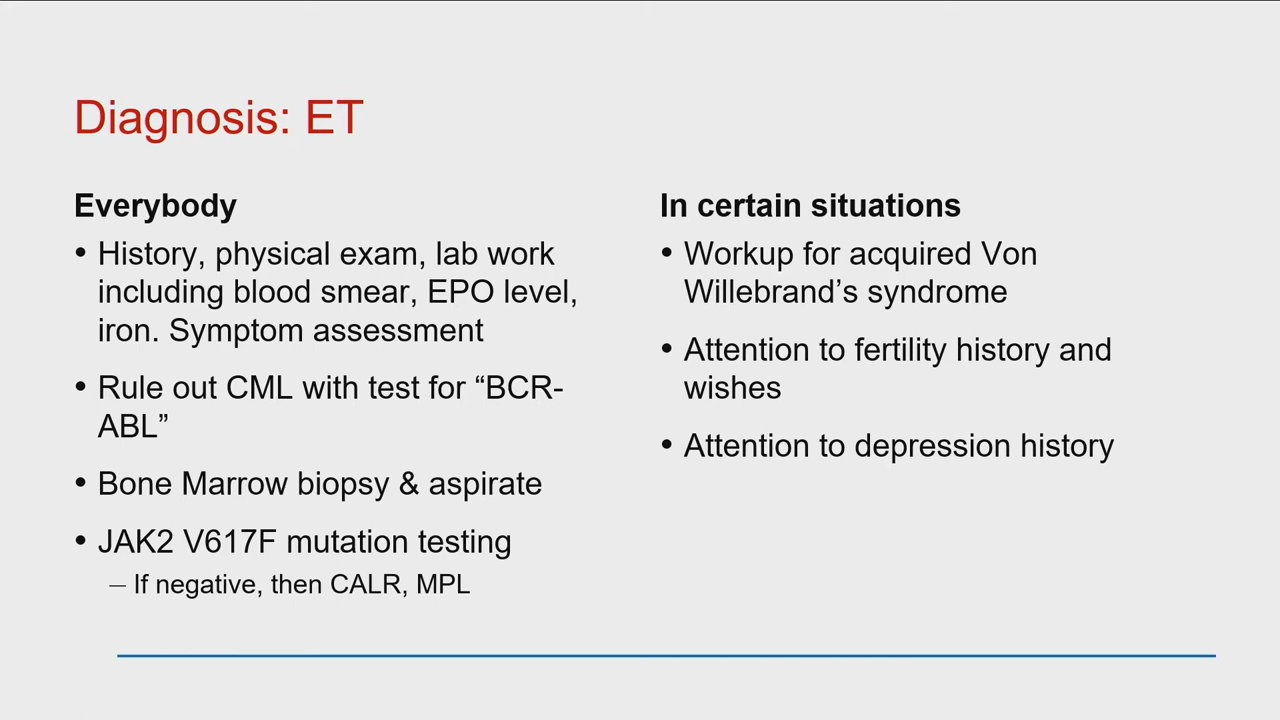 Diagnosis: ET
Everybody
• History, physical exam, lab work
including blood smear, EPO level,
iron. Symptom assessment
• Rule out CML with test for “BCR-
ABL”
• Bone Marrow biopsy & aspirate
• JAK2 V617F mutation testing
– If negative, then CALR, MPL
In certain situations
• Workup for acquired Von
Willebrand’s syndrome
• Attention to fertility history and
wishes
• Attention to depression history